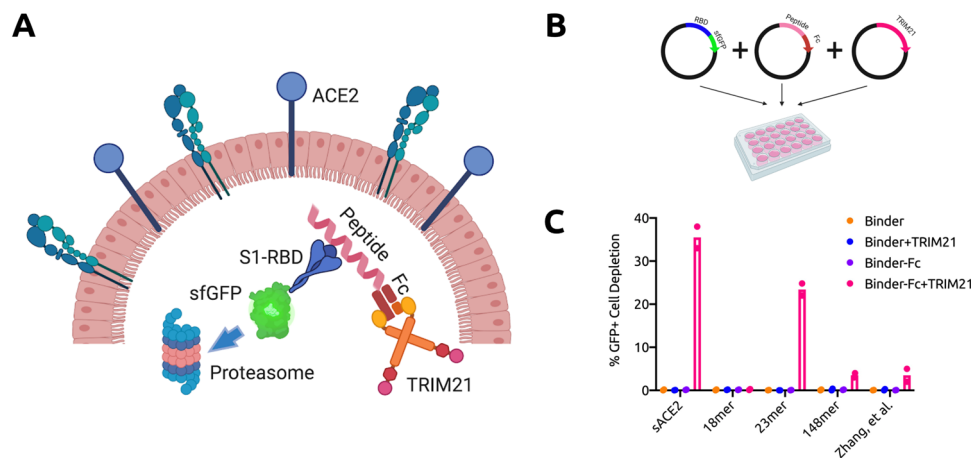 A
ACE2
Peptide
S1-RBD
Fc
sfGFP
Proteasome
TRIM21
B
RBD
sfGFP
+
Peptide
Fc
+
TRIM21
C
% GFP+ Cell Depletion
40
30
20
10
0
sACE2
18mer
23mer
148mer
Zhang, et al.
Binder
Binder+TRIM21
Binder-Fc
Binder-Fc+TRIM21